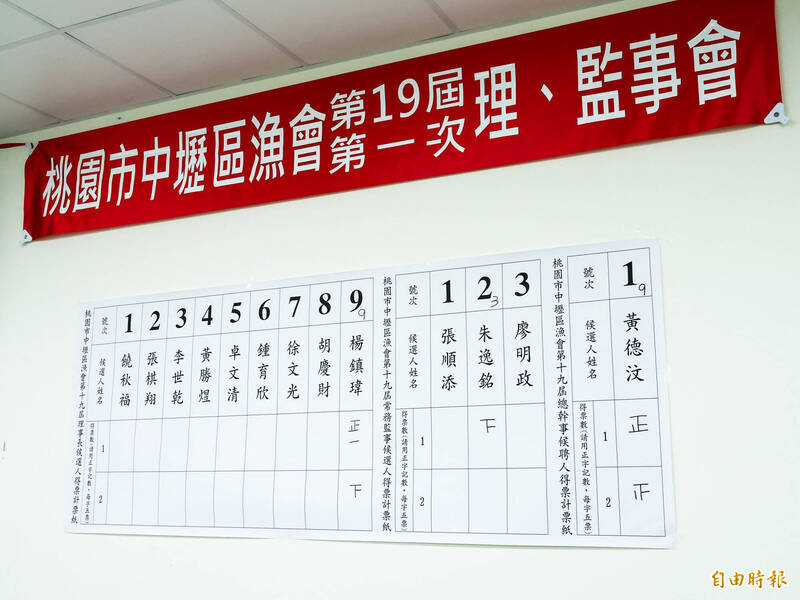 桃園市中壢區漁會第19屆第一次理、監事會
桃園市中壢區漁會第十九屆理事長候選人得票計票紙
號次 1 2 3 4 5 6 7 8 9 9
候選人姓名 饒秋福 張棋翔 李世乾 黃勝煜 卓文清 鍾育欣 徐文光 胡慶財 楊鎮瑋
得票數(請用正字記數,每字五票)
1 正一
2 下
桃園市中壢區漁會第十九屆常務監事候選人得票計票紙
號次 1 2 3 3
候選人姓名 張順添 朱逸銘 廖明政
得票數(請用正字記數,每字五票)
1 下
2
桃園市中壢區漁會第十九屆總幹事候聘人得票計票紙
號次 1 9
候選人姓名 黃德汶
得票數(請用正字記數,每字五票)
1 正
2
自由時報